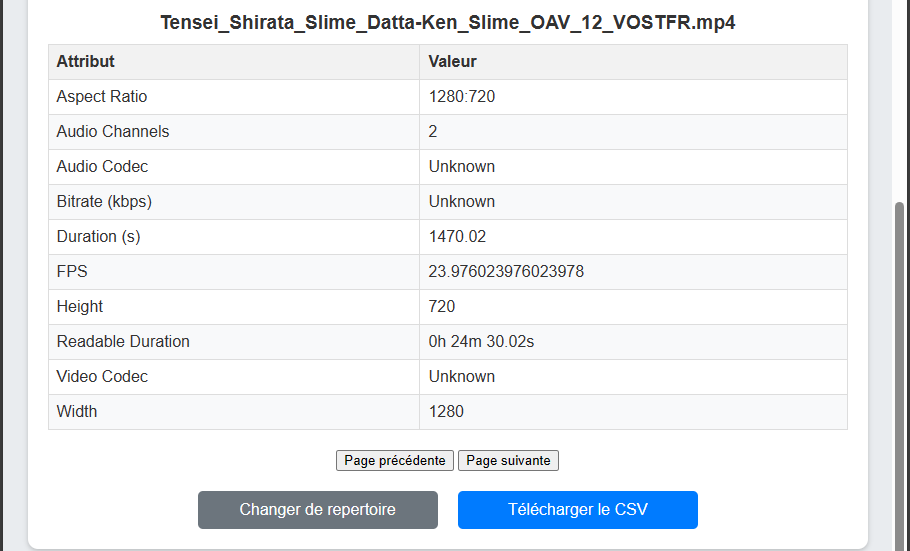 Tensei_Shirata_Slime_Datta-Ken_Slime_OAV_12_VOSTFR.mp4
Attribut Valeur
Aspect Ratio 1280:720
Audio Channels 2
Audio Codec Unknown
Bitrate (kbps) Unknown
Duration (s) 1470.02
FPS 23.976023976023978
Height 720
Readable Duration 0h 24m 30.02s
Video Codec Unknown
Width 1280
Page précédente Page suivante
Changer de repertoire Télécharger le CSV